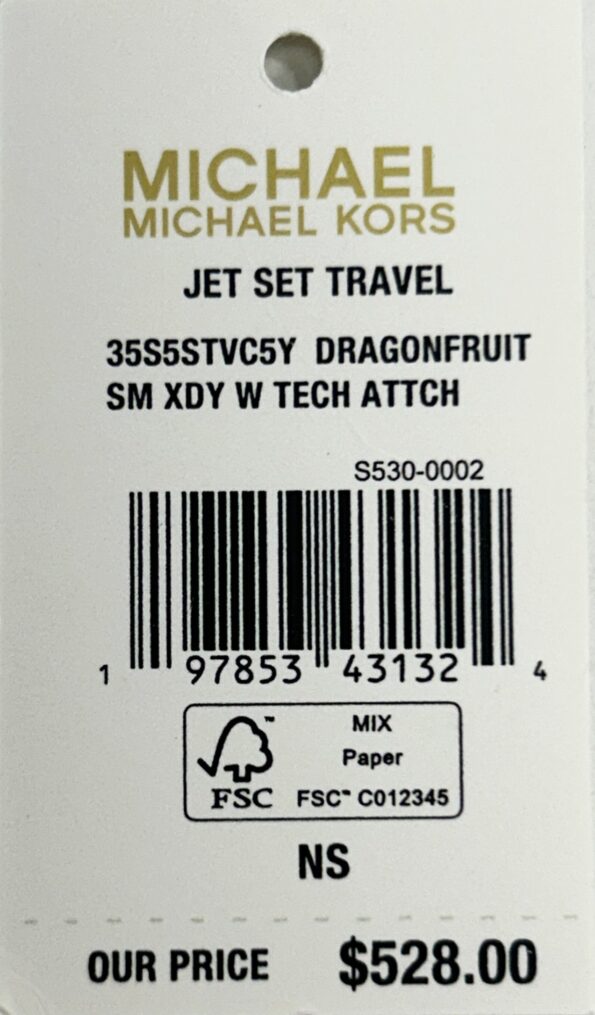 MICHAEL
MICHAEL KORS
JET SET TRAVEL
35S5STVC5Y DRAGONFRUIT
SM XDY W TECH ATTCH
S530-0002
1 97853 43132 4
MIX
Paper
FSC™ FSC™ C012345
NS
OUR PRICE $528.00